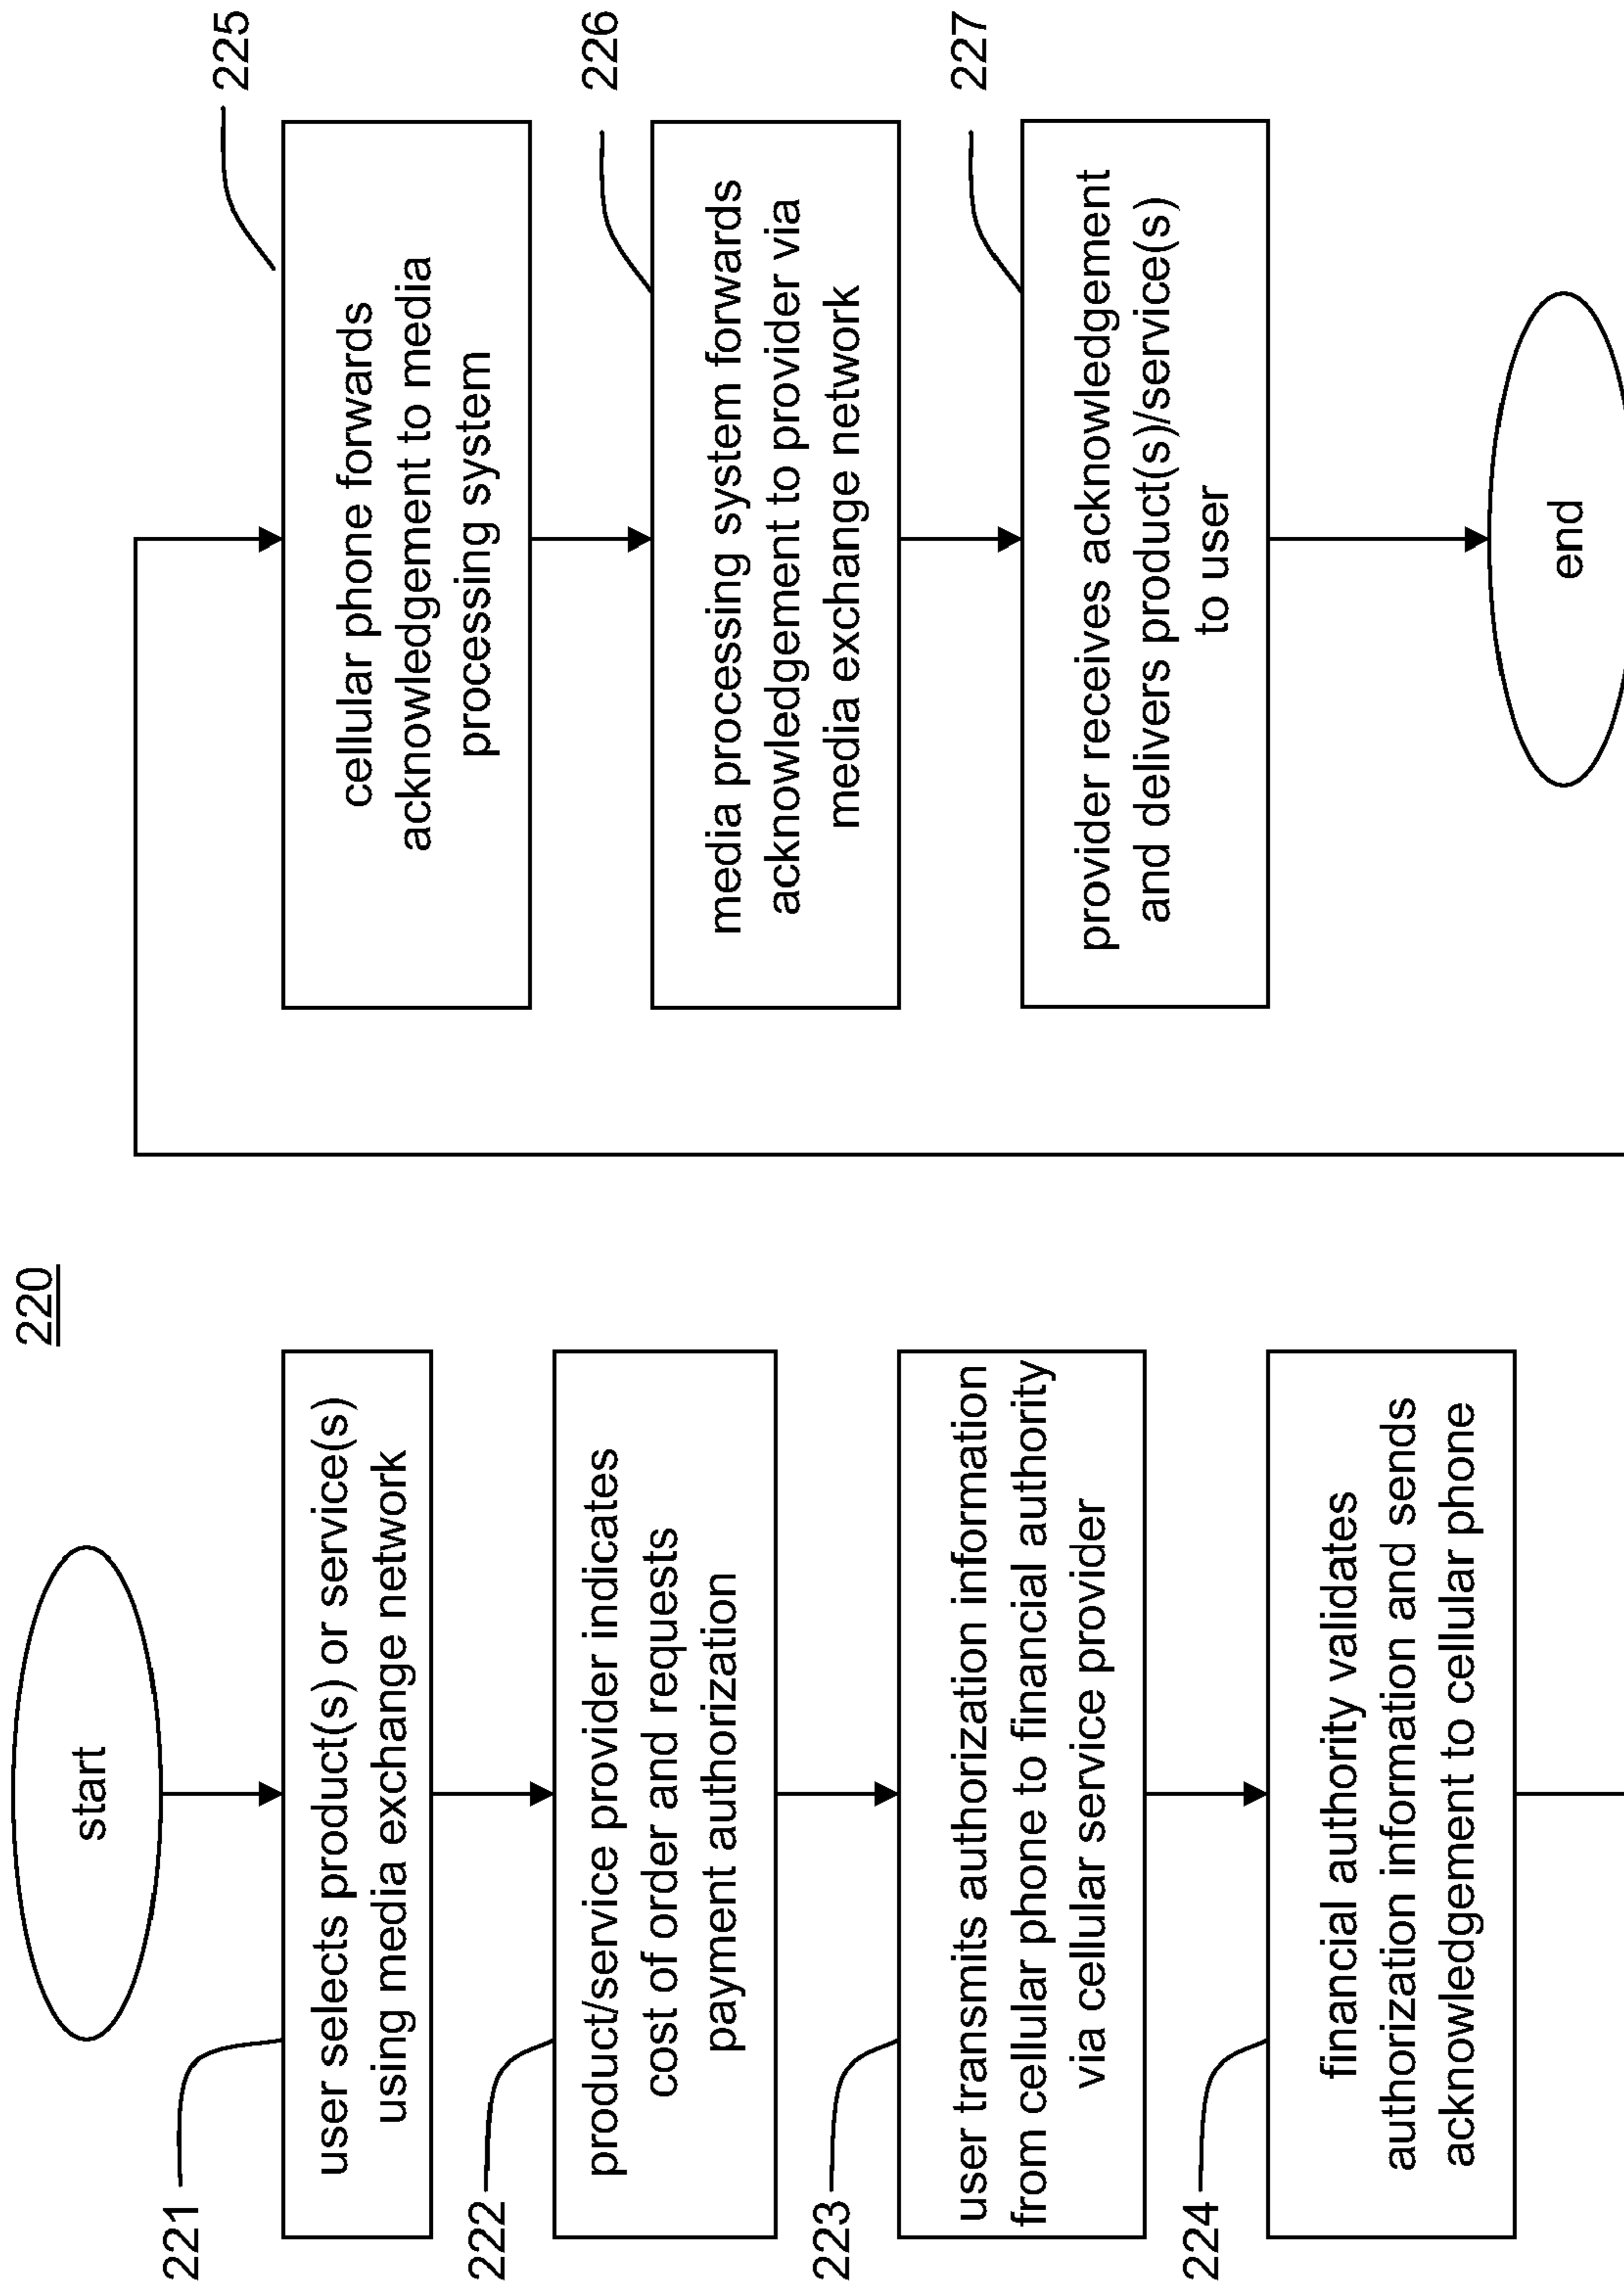 220
start
221
user selects product(s) or service(s)
using media exchange network
222
product/service provider indicates
cost of order and requests
payment authorization
223
user transmits authorization information
from cellular phone to financial authority
via cellular service provider
224
financial authority validates
authorization information and sends
acknowledgement to cellular phone
225
cellular phone forwards
acknowledgement to media
processing system
226
media processing system forwards
acknowledgement to provider via
media exchange network
227
provider receives acknowledgement
and delivers product(s)/service(s)
to user
end